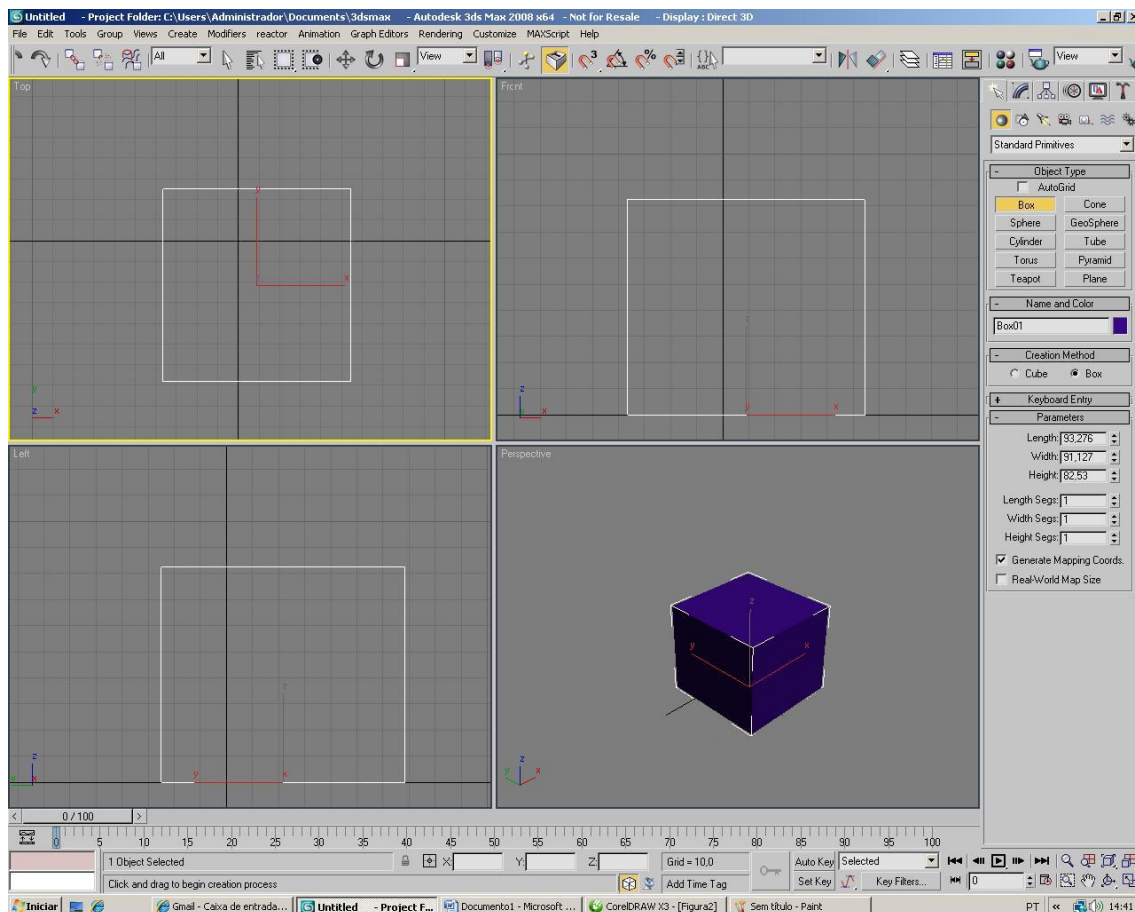 Untitled - Project Folder: C:\Users\Administrador\Documents\3dsmax - Autodesk 3ds Max 2008 x64 - Not for Resale - Display : Direct 3D
File Edit Tools Group Views Create Modifiers reactor Animation Graph Editors Rendering Customize MAXScript Help
All View View
Top Front
Standard Primitives
- Object Type
AutoGrid
Box Cone
Sphere GeoSphere
Cylinder Tube
Torus Pyramid
Teapot Plane
- Name and Color
Box01
- Creation Method
Cube Box
+ Keyboard Entry
- Parameters
Length: 93,276
Width: 91,127
Height: 82,53
Length Segs: 1
Width Segs: 1
Height Segs: 1
Generate Mapping Coords.
Real-World Map Size
y
x
y
z x
z
y x
z
x
Left Perspective
z
y x
z
y x
z
y
z
y x
< 0 / 100 >
0 5 10 15 20 25 30 35 40 45 50 55 60 65 70 75 80 85 90 95 100
1 Object Selected X: Y: Z: Grid = 10,0 Auto Key Selected
Click and drag to begin creation process Add Time Tag Set Key Key Filters... 0
Iniciar Gmail - Caixa de entrada... Untitled - Project F... Documento1 - Microsoft ... CorelDRAW X3 - [Figura2] Sem título - Paint PT « 14:41